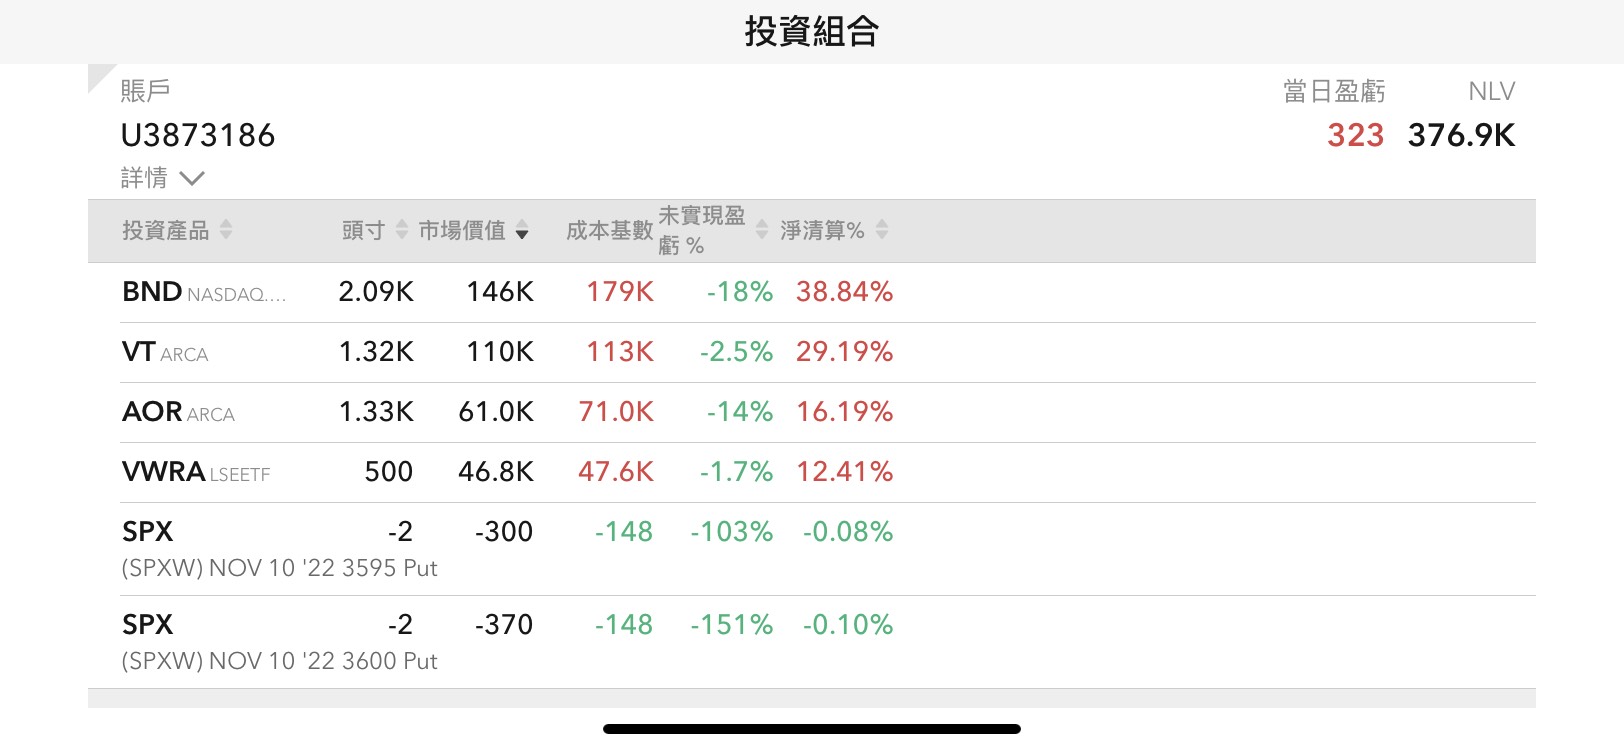 投資組合
賬戶 當日盈虧 NLV
U3873186 323 376.9K
詳情
投資產品 頭寸 市場價值 成本基數 未實現盈虧 % 淨清算%
BND NASDAQ.... 2.09K 146K 179K -18% 38.84%
VT ARCA 1.32K 110K 113K -2.5% 29.19%
AOR ARCA 1.33K 61.0K 71.0K -14% 16.19%
VWRA LSEETF 500 46.8K 47.6K -1.7% 12.41%
SPX -2 -300 -148 -103% -0.08%
(SPXW) NOV 10 '22 3595 Put
SPX -2 -370 -148 -151% -0.10%
(SPXW) NOV 10 '22 3600 Put